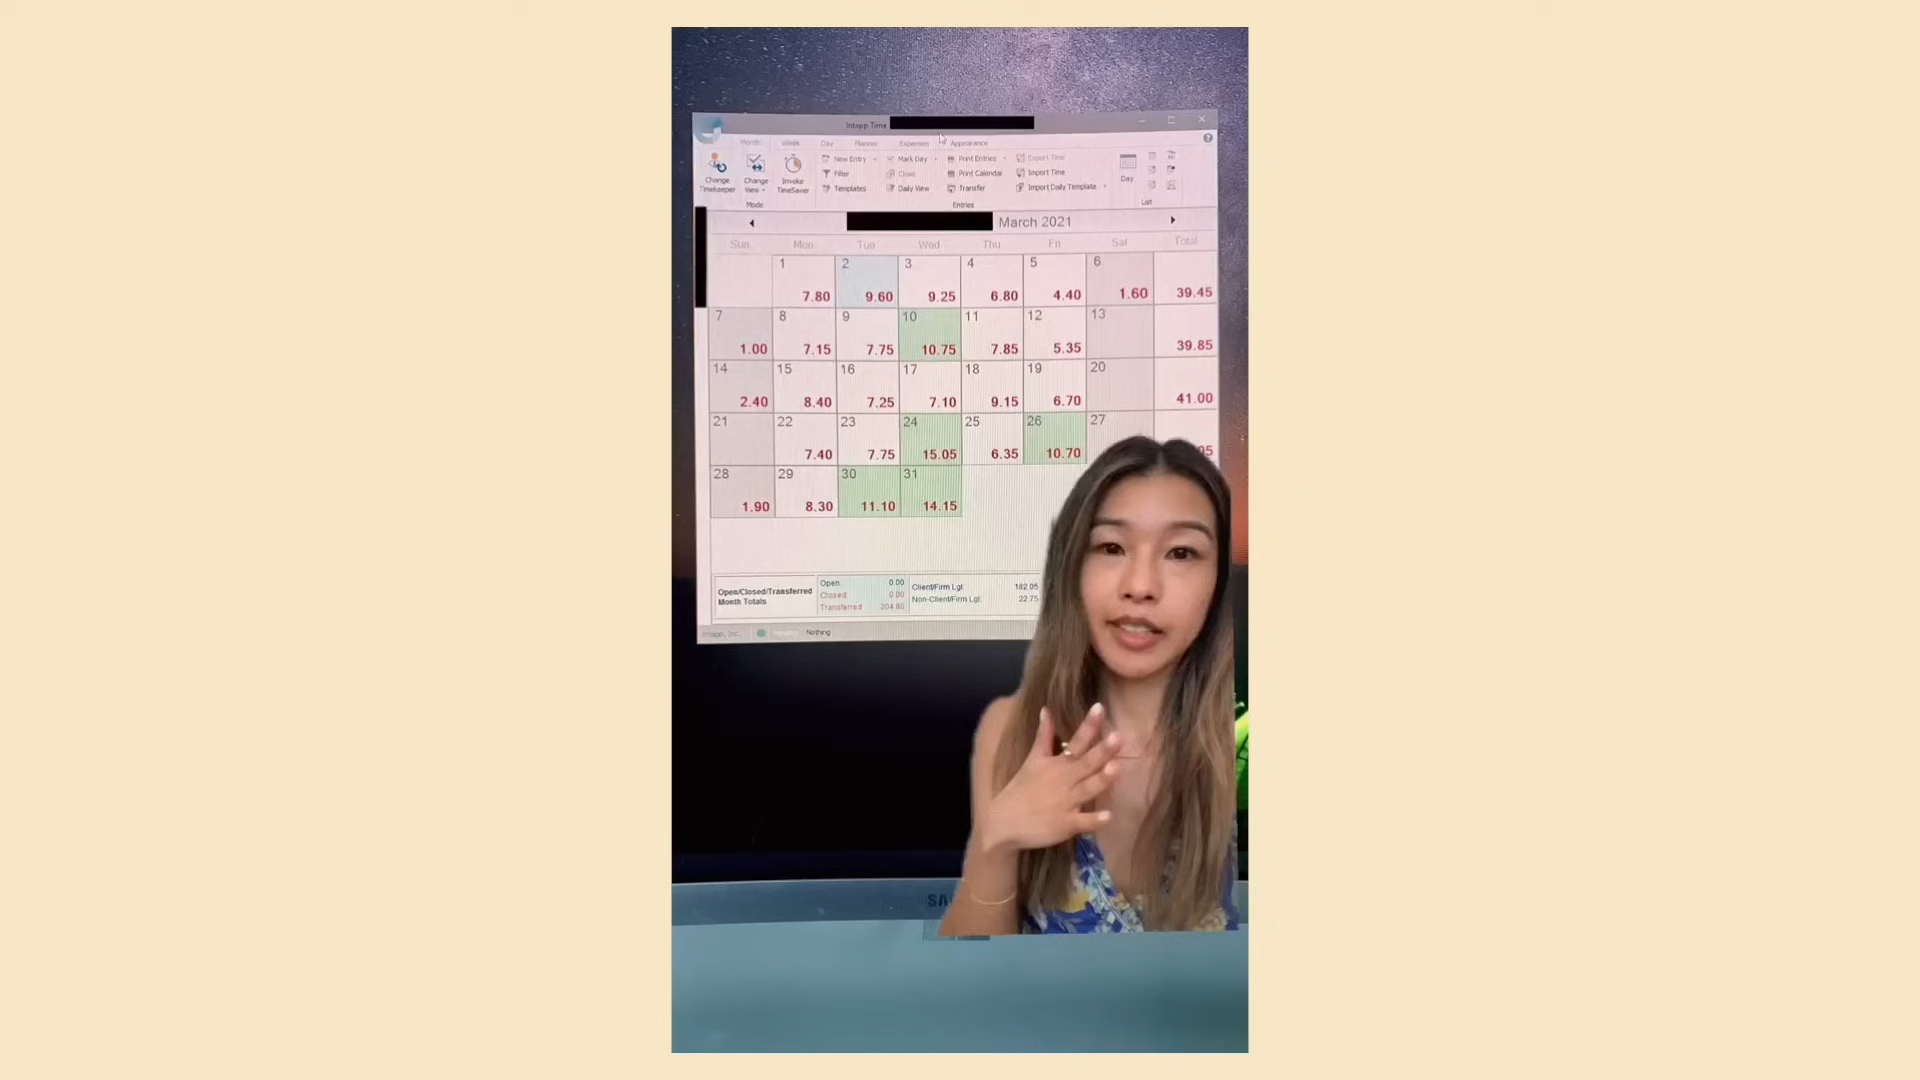 Intapp Time
Month Week Day Planner Expenses Appearance
Change Timekeeper
Change View
Invoke TimeSaver
New Entry Mark Day Print Entries Export Time
Filter Close Print Calendar Import Time
Templates Daily View Transfer Import Daily Template
Day
Mode Entries List
March 2021
Sun Mon Tue Wed Thu Fri Sat Total
1 2 3 4 5 6
7.80 9.60 9.25 6.80 4.40 1.60 39.45
7 8 9 10 11 12 13
1.00 7.15 7.75 10.75 7.85 5.35 39.85
14 15 16 17 18 19 20
2.40 8.40 7.25 7.10 9.15 6.70 41.00
21 22 23 24 25 26 27
7.40 7.75 15.05 6.35 10.70
28 29 30 31
1.90 8.30 11.10 14.15
Open/Closed/Transferred
Month Totals
Open: 0.00
Closed: 0.00
Transferred 204.80
Client/Firm Lgl 182.05
Non-Client/Firm Lgl 22.75
Intapp, Inc. Nothing